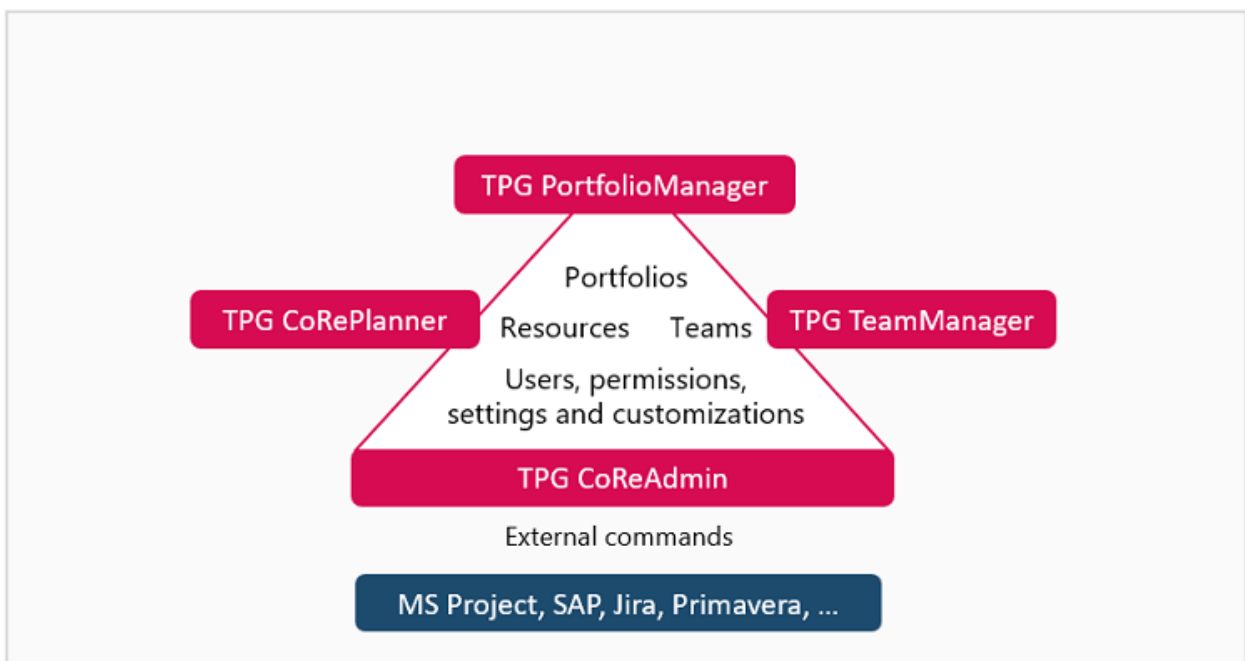 TPG PortfolioManager
Portfolios
TPG CoRePlanner
Resources
Teams
TPG TeamManager
Users, permissions,
settings and customizations
TPG CoReAdmin
External commands
MS Project, SAP, Jira, Primavera, ...